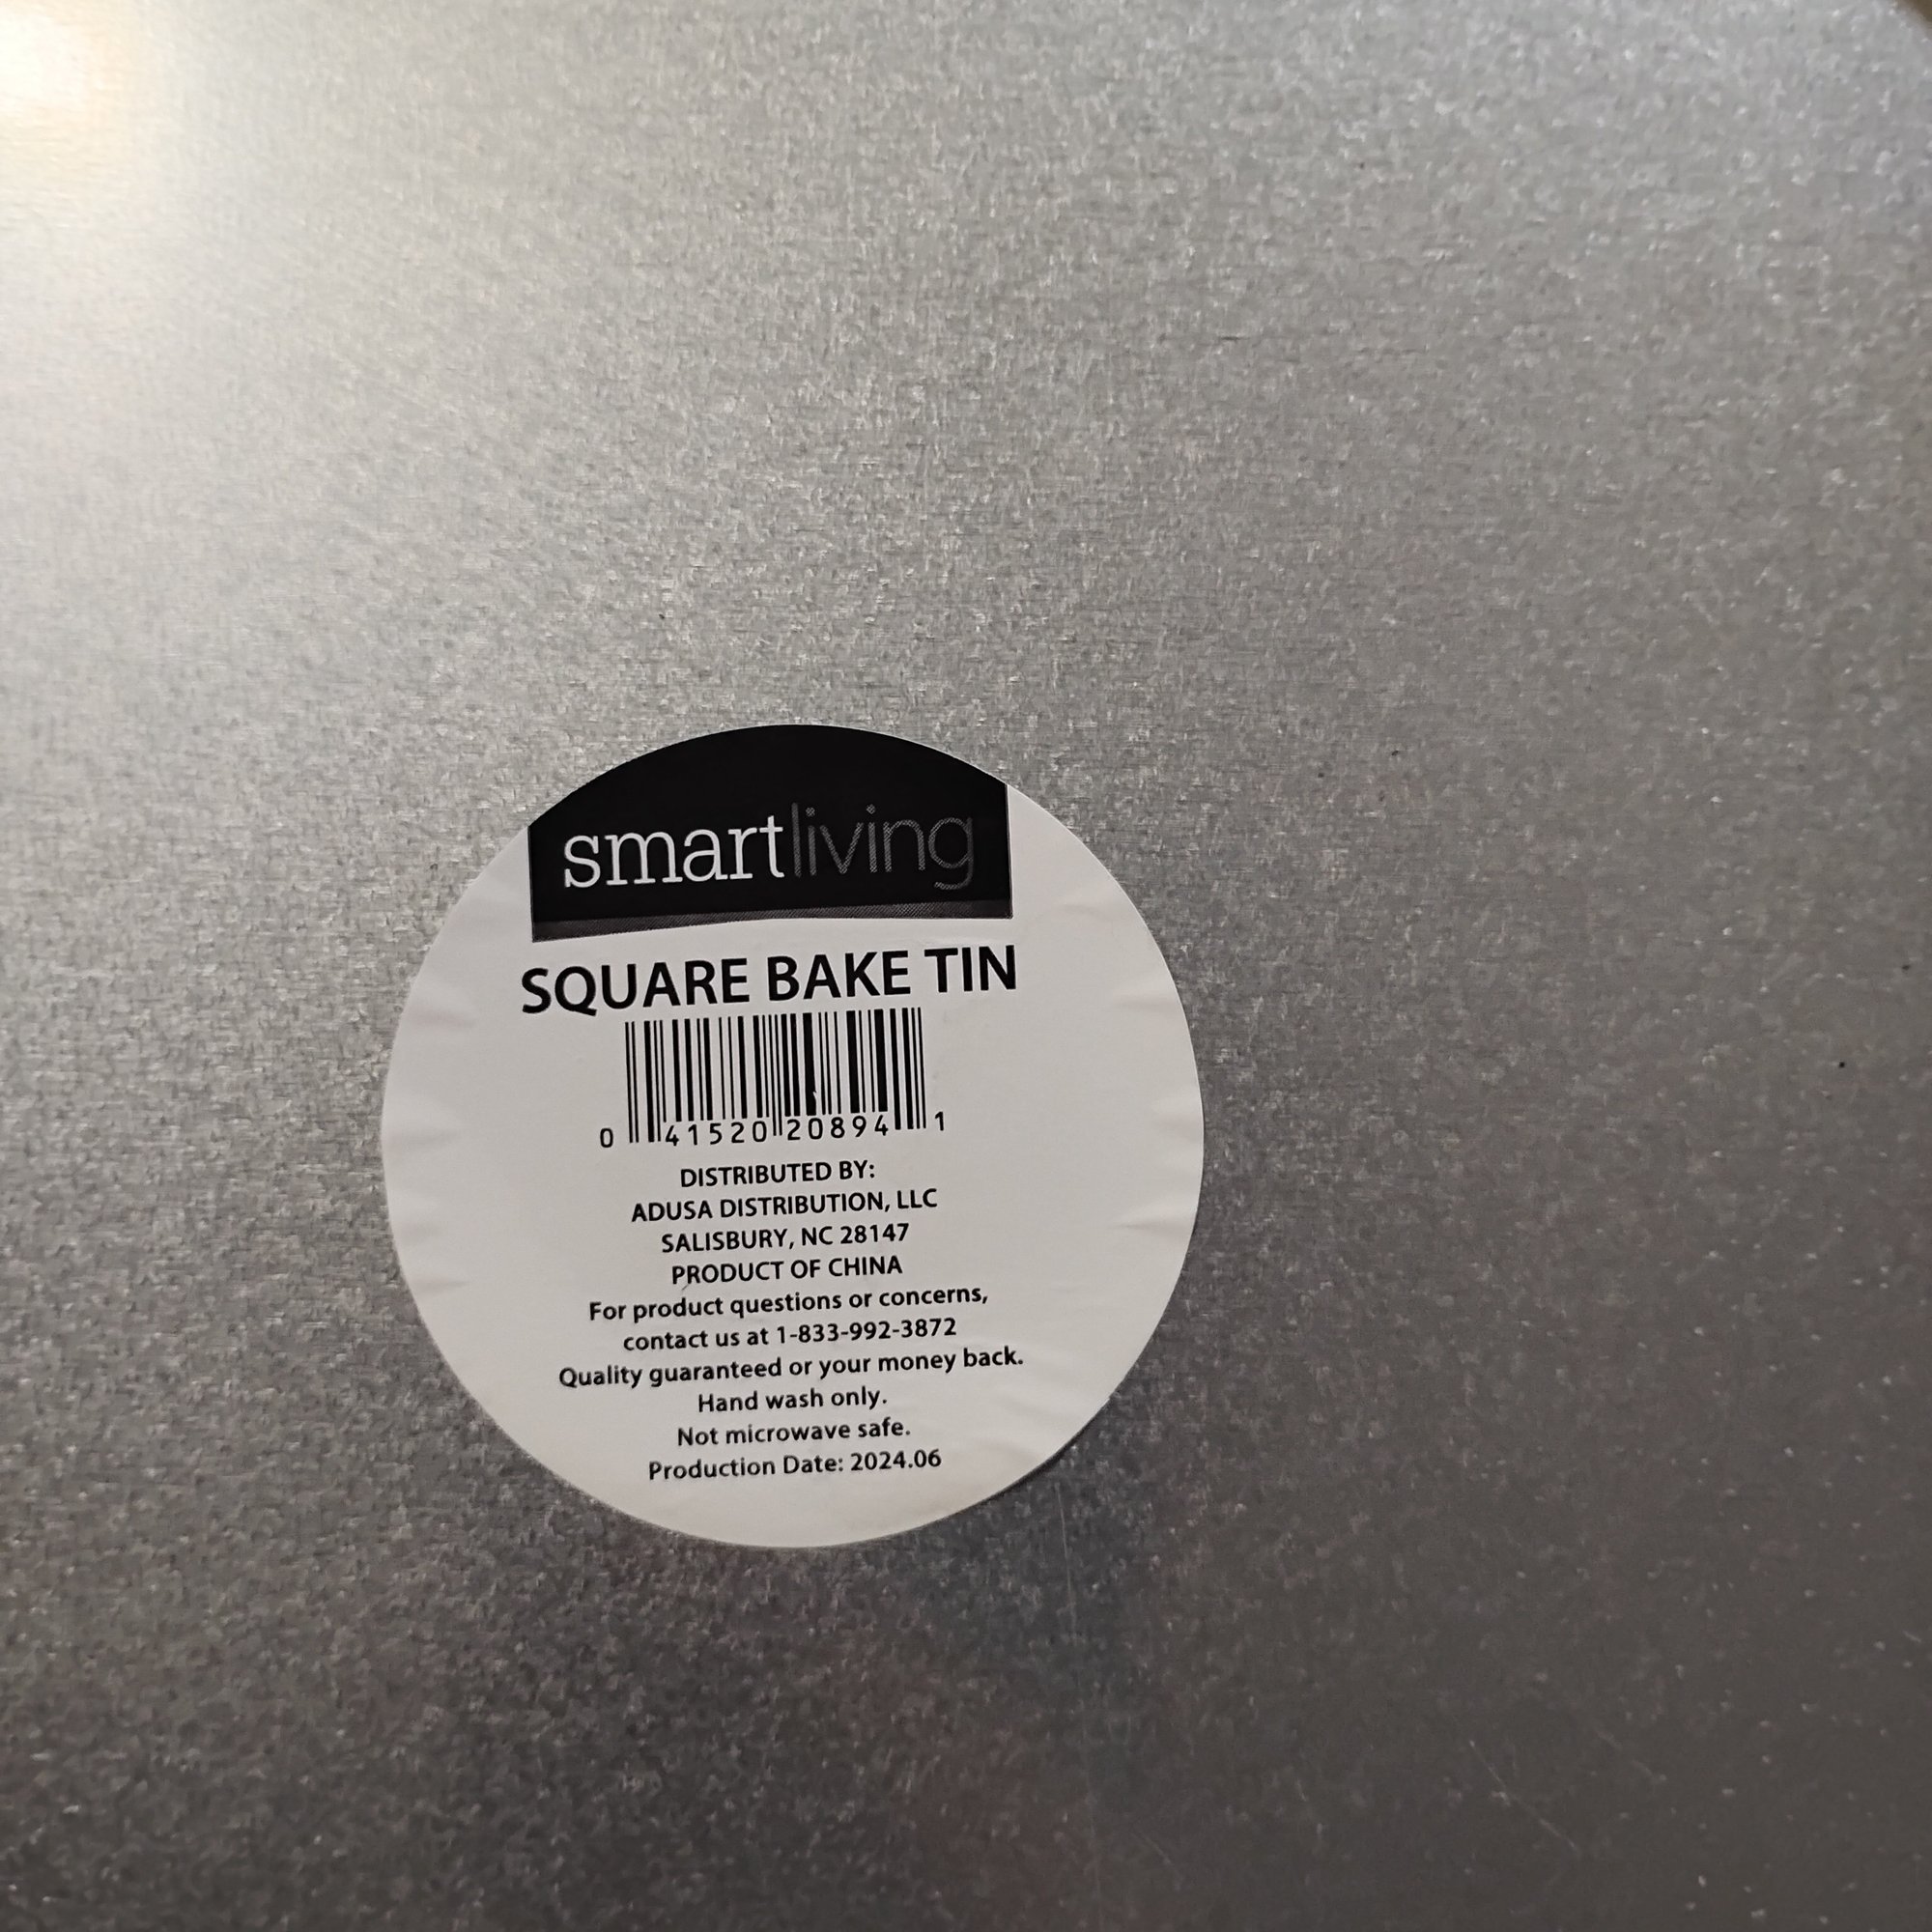 smartliving
SQUARE BAKE TIN
0 41520 20894 1
DISTRIBUTED BY:
ADUSA DISTRIBUTION, LLC
SALISBURY, NC 28147
PRODUCT OF CHINA
For product questions or concerns,
contact us at 1-833-992-3872
Quality guaranteed or your money back.
Hand wash only.
Not microwave safe.
Production Date: 2024.06